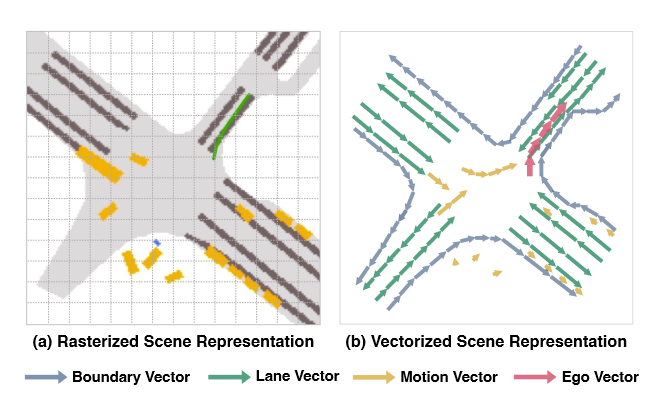 (a) Rasterized Scene Representation
(b) Vectorized Scene Representation
Boundary Vector
Lane Vector
Motion Vector
Ego Vector